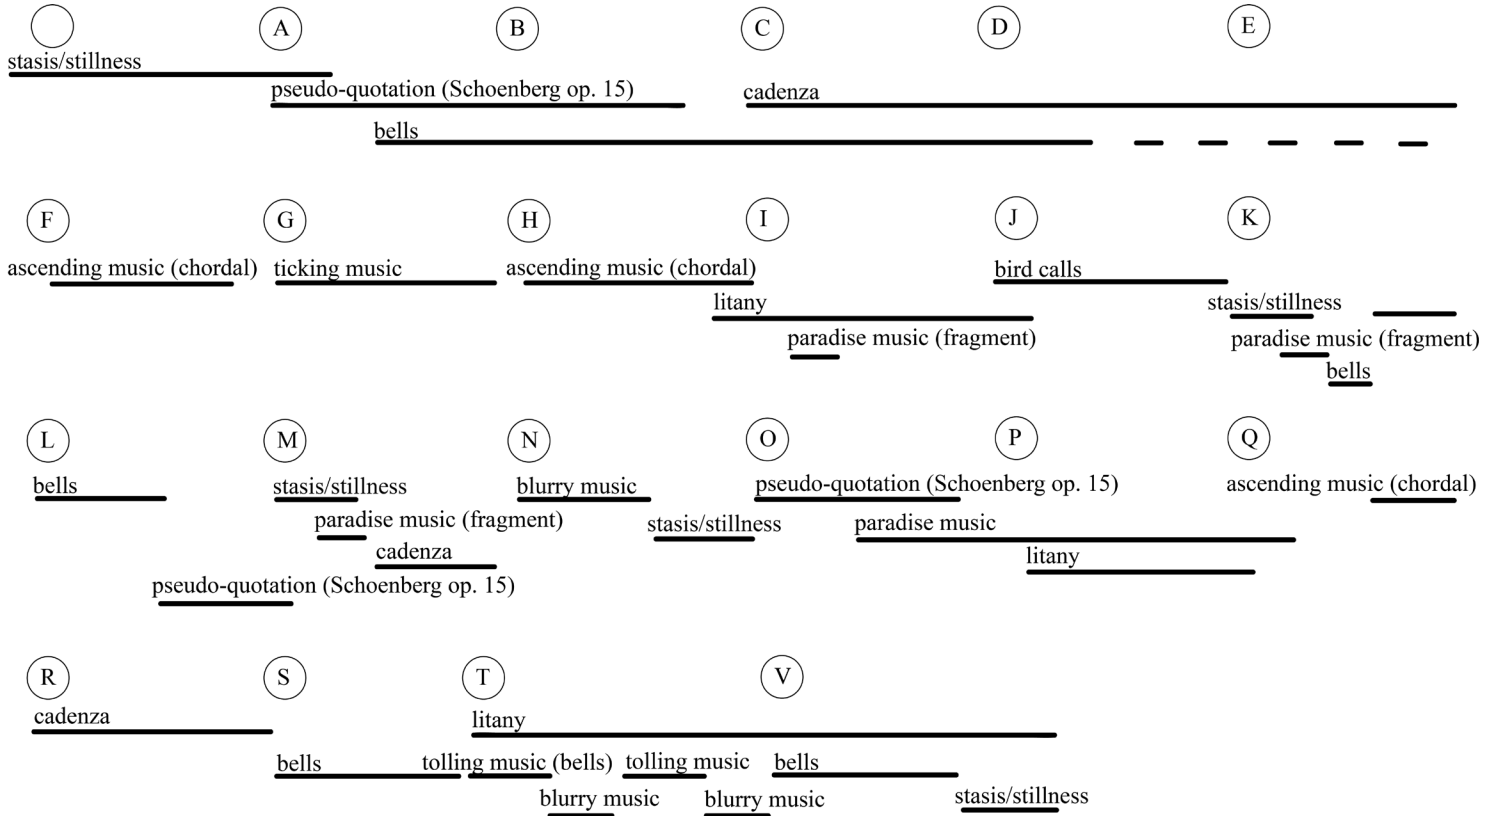 A B C D E
stasis/stillness
pseudo-quotation (Schoenberg op. 15) cadenza
bells
F G H I J K
ascending music (chordal) ticking music ascending music (chordal) bird calls
litany stasis/stillness
paradise music (fragment) paradise music (fragment)
bells
L M N O P Q
bells stasis/stillness blurry music pseudo-quotation (Schoenberg op. 15) ascending music (chordal)
paradise music (fragment) stasis/stillness paradise music
cadenza litany
pseudo-quotation (Schoenberg op. 15)
R S T V
cadenza litany
bells tolling music (bells) tolling music bells
blurry music blurry music stasis/stillness